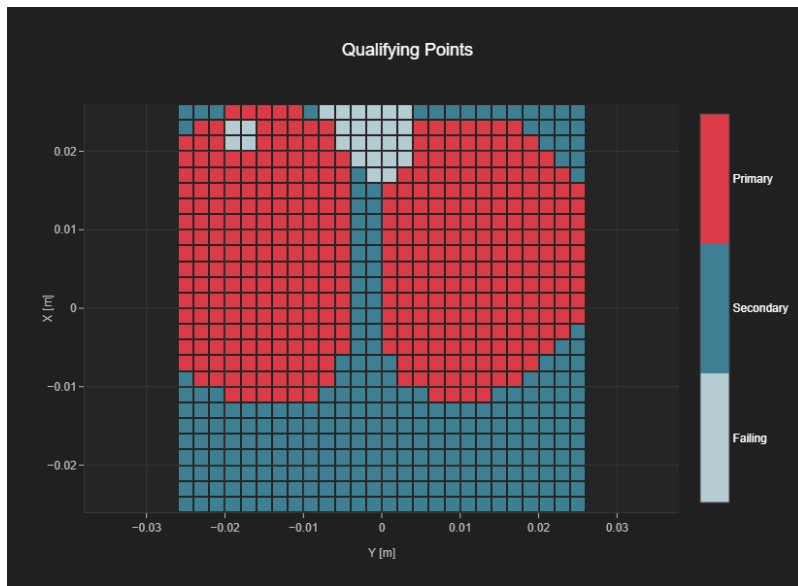 Qualifying Points
0.02
0.01
0
−0.01
−0.02
X [m]
−0.03
−0.02
−0.01
0
0.01
0.02
0.03
Y [m]
Primary
Secondary
Failing